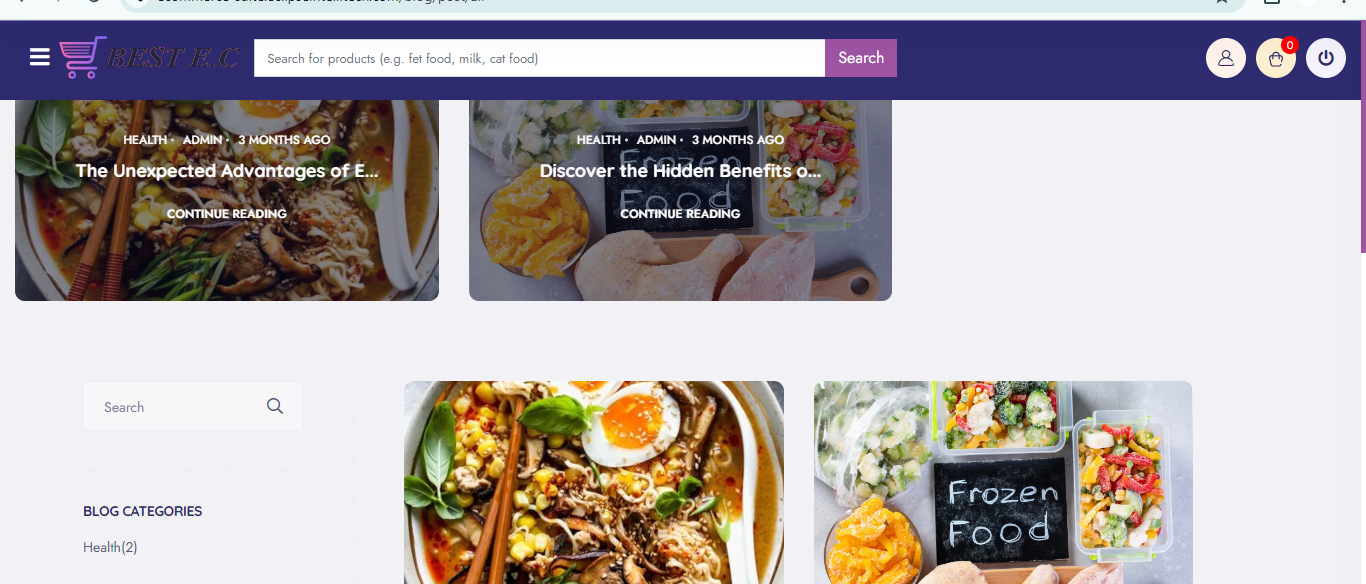 BEST E.C
Search for products (e.g. fet food, milk, cat food)
Search
0
HEALTH • ADMIN • 3 MONTHS AGO
The Unexpected Advantages of E...
CONTINUE READING
HEALTH • ADMIN • 3 MONTHS AGO
Discover the Hidden Benefits o...
CONTINUE READING
Frozen
Food
Search
BLOG CATEGORIES
Health(2)
Frozen
Food